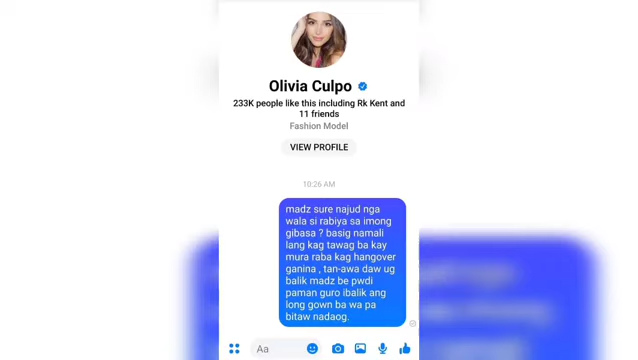 Olivia Culpo
233K people like this including Rk Kent and
11 friends
Fashion Model
VIEW PROFILE
10:26 AM
madz sure najud nga
wala si rabiya sa imong
gibasa ? basig namali
lang kag tawag ba kay
mura raba kag hangover
ganina , tan-awa daw ug
balik madz be pwdi
paman guro ibalik ang
long gown ba wa pa
bitaw nadaog.
Aa